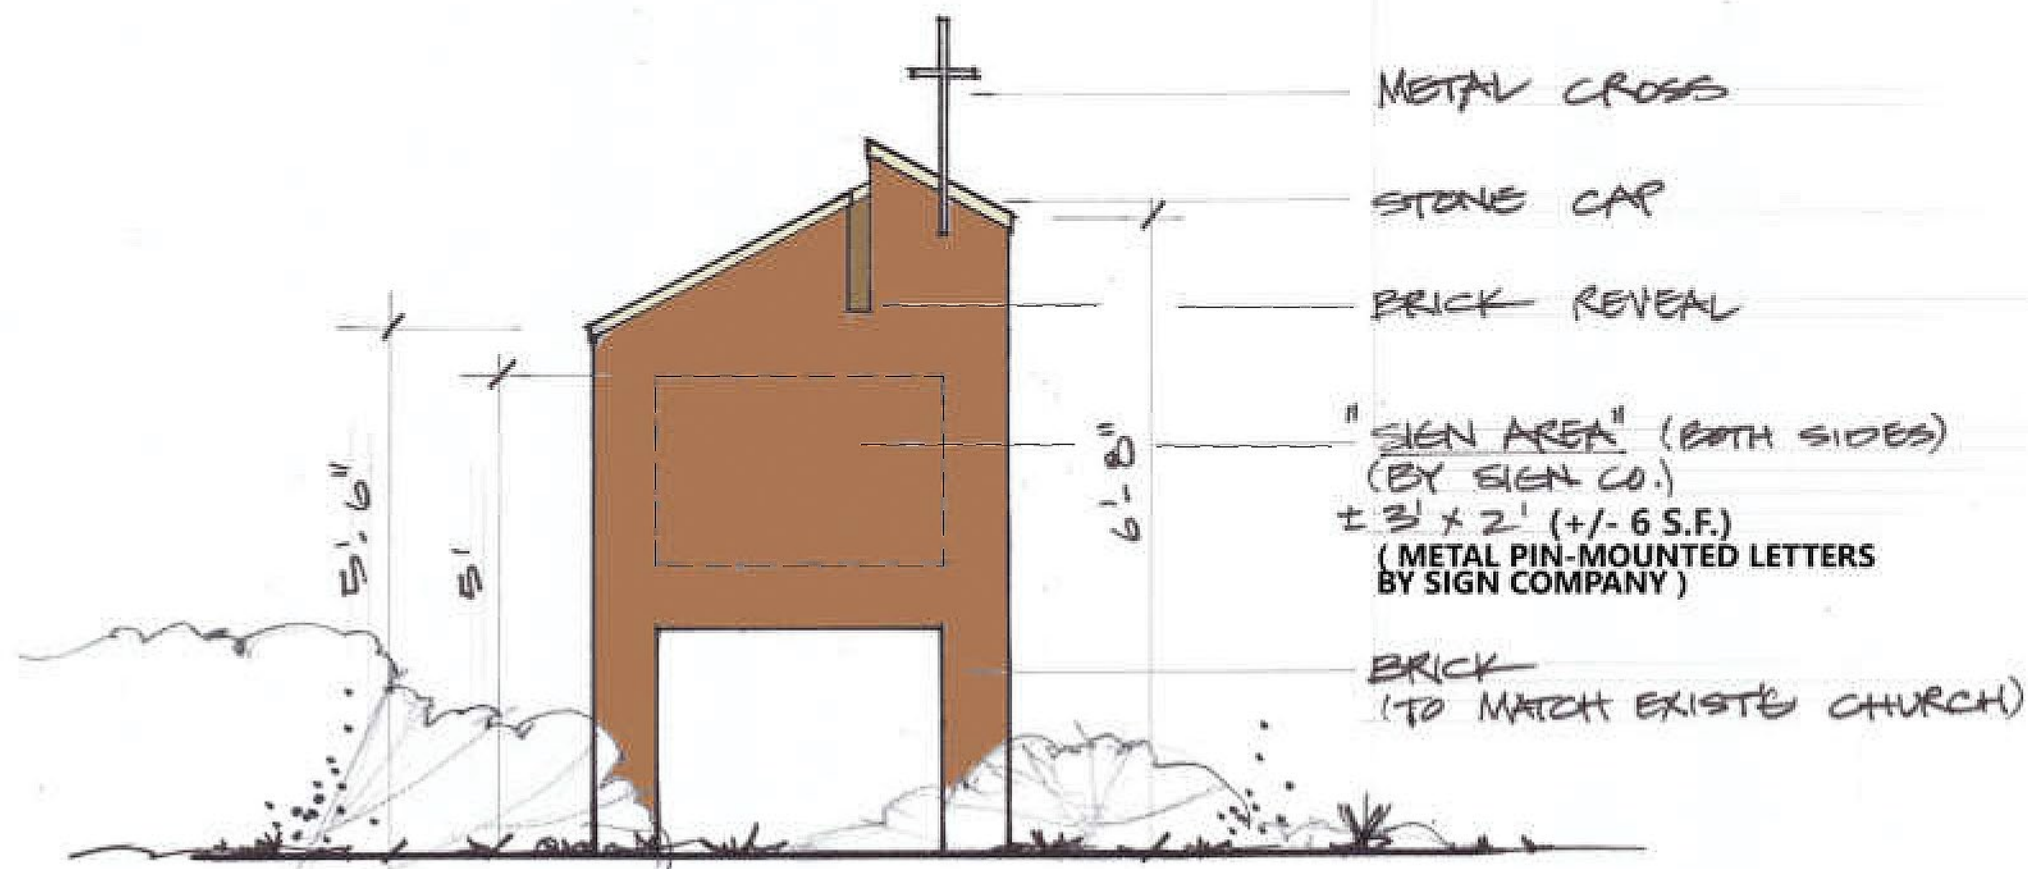 METAL CROSS
STONE CAP
BRICK REVEAL
"SIGN AREA" (BOTH SIDES)
(BY SIGN CO.)
± 3' x 2' (+/- 6 S.F.)
( METAL PIN-MOUNTED LETTERS
BY SIGN COMPANY )
BRICK
(TO MATCH EXIST'G CHURCH)
5'-6"
5'
6'-8"